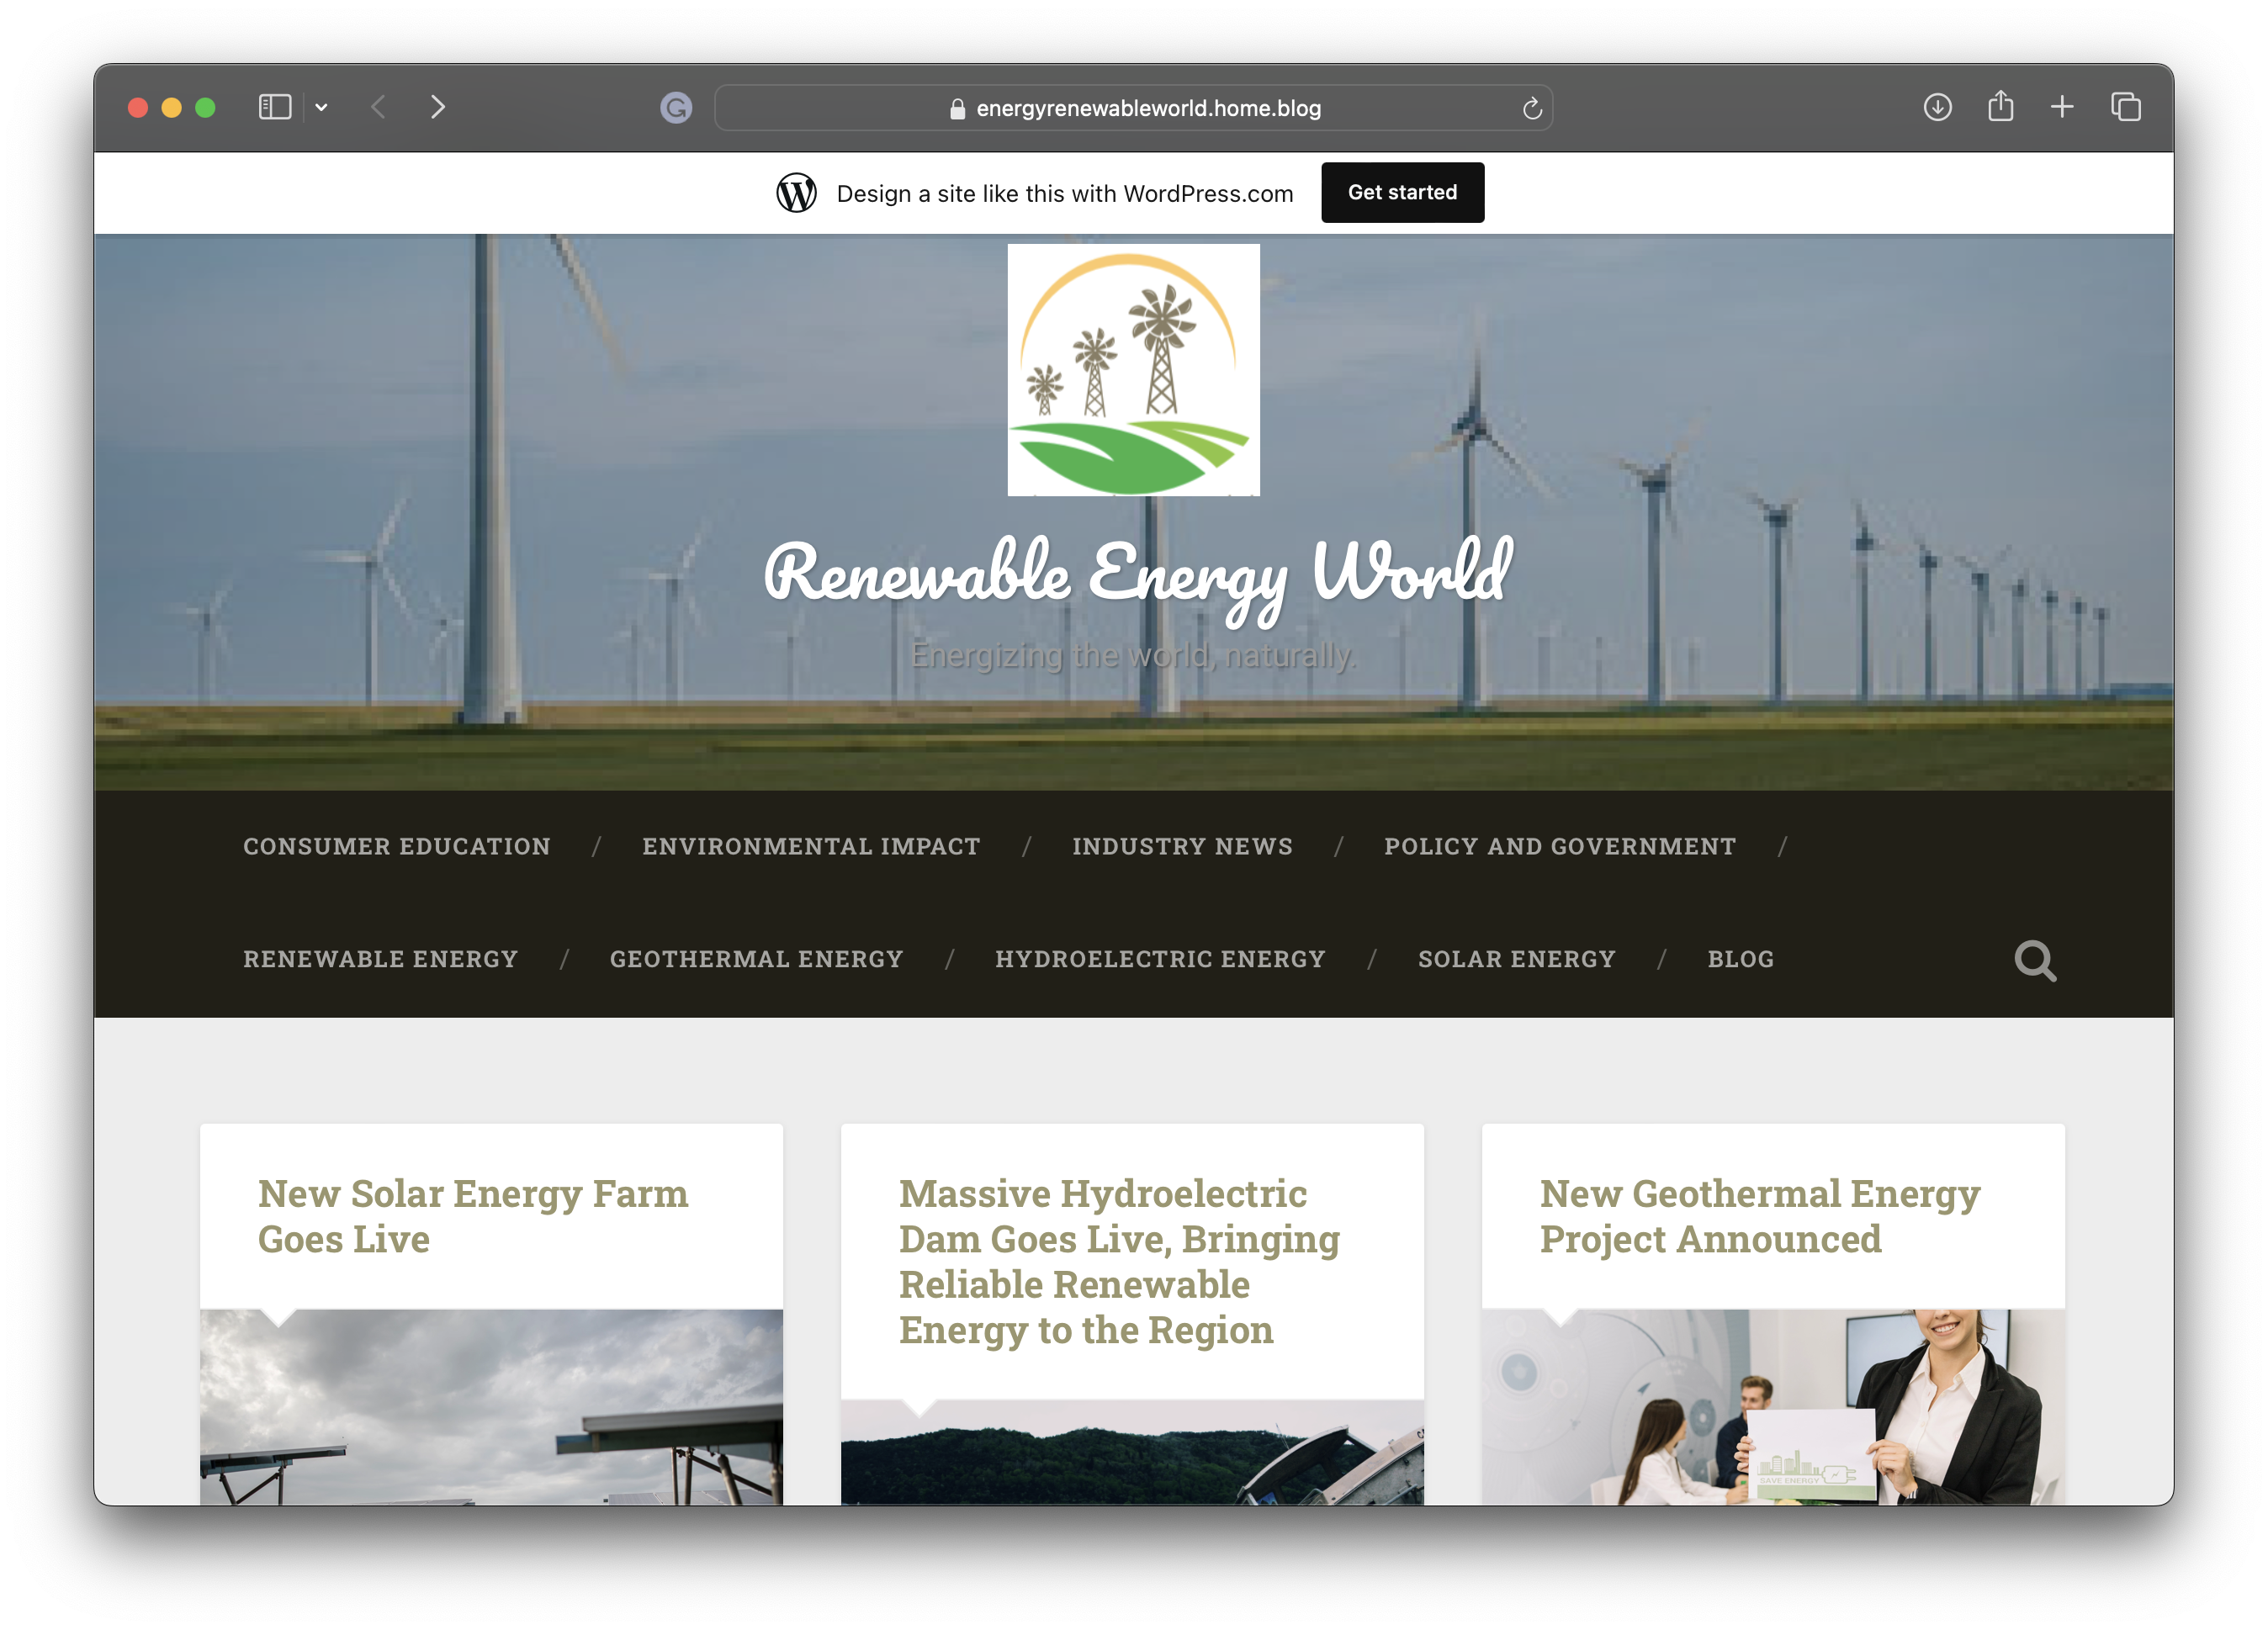 energyrenewableworld.home.blog
Design a site like this with WordPress.com Get started
Renewable Energy World
Energizing the world, naturally.
CONSUMER EDUCATION / ENVIRONMENTAL IMPACT / INDUSTRY NEWS / POLICY AND GOVERNMENT /
RENEWABLE ENERGY / GEOTHERMAL ENERGY / HYDROELECTRIC ENERGY / SOLAR ENERGY / BLOG
New Solar Energy Farm
Goes Live
Massive Hydroelectric
Dam Goes Live, Bringing
Reliable Renewable
Energy to the Region
New Geothermal Energy
Project Announced
SAVE ENERGY